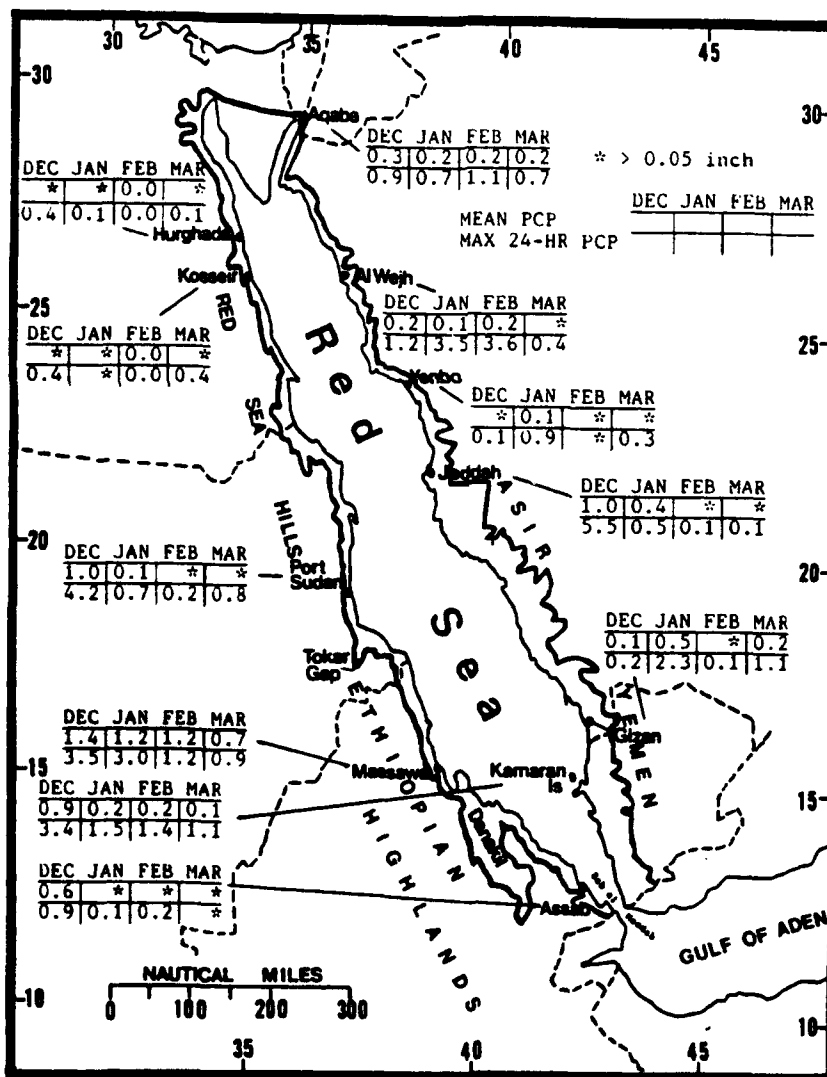 30 35 40 45
30
30
Aqaba
DEC JAN FEB MAR
0.3 0.2 0.2 0.2
0.9 0.7 1.1 0.7
* > 0.05 inch
DEC JAN FEB MAR
MEAN PCP
MAX 24-HR PCP
DEC JAN FEB MAR
* * 0.0 *
0.4 0.1 0.0 0.1
Hurghada
Kosseir
Al Wejh
DEC JAN FEB MAR
0.2 0.1 0.2 *
1.2 3.5 3.6 0.4
25
25
DEC JAN FEB MAR
* * 0.0 *
0.4 * 0.0 0.4
RED
SEA
HILLS
Red
Sea
Yenbo
DEC JAN FEB MAR
* 0.1 * *
0.1 0.9 * 0.3
Jeddah
DEC JAN FEB MAR
1.0 0.4 * *
5.5 0.5 0.1 0.1
ASIR
20
20
DEC JAN FEB MAR
1.0 0.1 * *
4.2 0.7 0.2 0.8
Port
Sudan
DEC JAN FEB MAR
0.1 0.5 * 0.2
0.2 2.3 0.1 1.1
Tokar
Gap
YEMEN
Gizan
ETHIOPIAN
HIGHLANDS
DEC JAN FEB MAR
1.4 1.2 1.2 0.7
3.5 3.0 1.2 0.9
15
15
Massawa
Kamaran
Is
0.9 0.2 0.2 0.1
3.4 1.5 1.4 1.1
Danakil
DEC JAN FEB MAR
0.6 * * *
0.9 0.1 0.2 *
Assab
GULF OF ADEN
NAUTICAL MILES
0 100 200 300
10
10
35 40 45